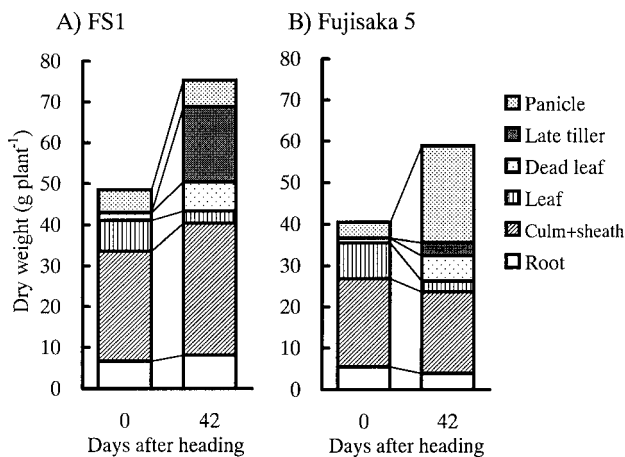 A) FS1
B) Fujisaka 5
Dry weight (g plant⁻¹)
80
70
60
50
40
30
20
10
0
0 42
Days after heading
80
70
60
50
40
30
20
10
0
0 42
Days after heading
Panicle
Late tiller
Dead leaf
Leaf
Culm+sheath
Root